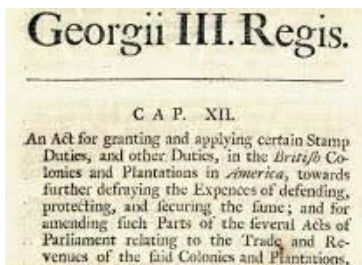 Georgii III. Regis.
C A P. XII.
An Act for granting and applying certain Stamp
Duties, and other Duties, in the British Co-
lonies and Plantations in America, towards
further defraying the Expences of defending,
protecting, and securing the same; and for
amending such Parts of the several Acts of
Parliament relating to the Trade and Re-
venues of the said Colonies and Plantations,